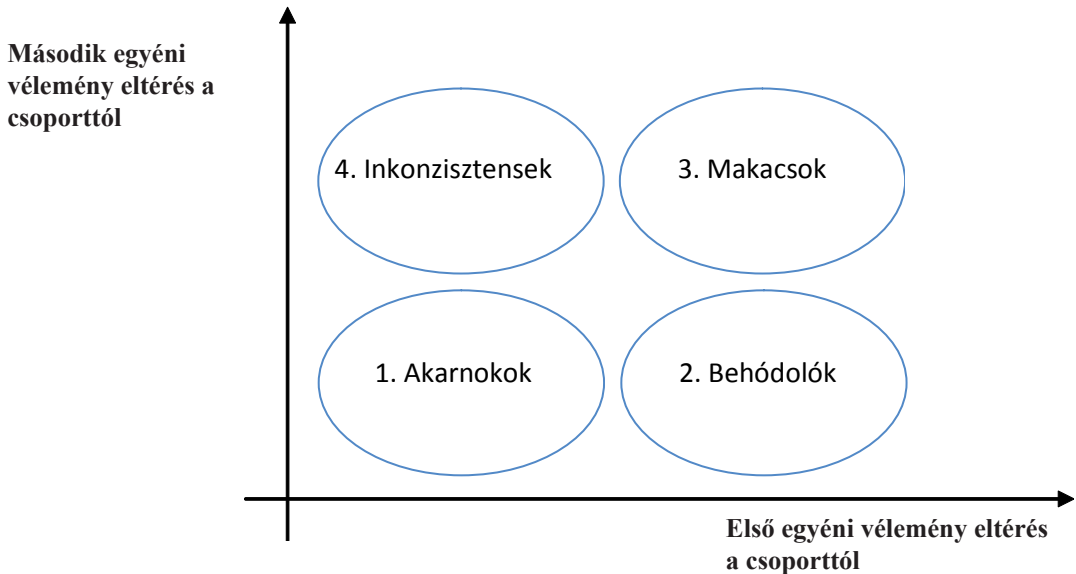 Második egyéni
vélemény eltérés a
csoporttól
4. Inkonzisztensek
3. Makacsok
1. Akarnokok
2. Behódolók
Első egyéni vélemény eltérés
a csoporttól